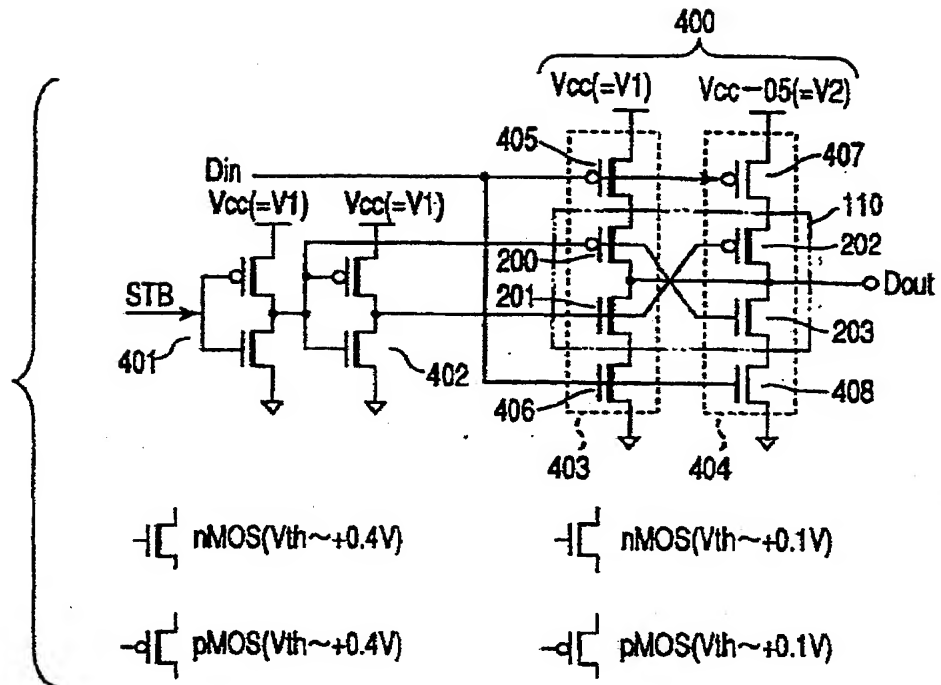 400
Vcc(=V1) Vcc-05(=V2)
405
407
Din
Vcc(=V1) Vcc(=V1)
110
200
202
STB
201
Dout
203
401
402
406
408
403
404
nMOS(Vth~+0.4V) nMOS(Vth~+0.1V)
pMOS(Vth~+0.4V) pMOS(Vth~+0.1V)